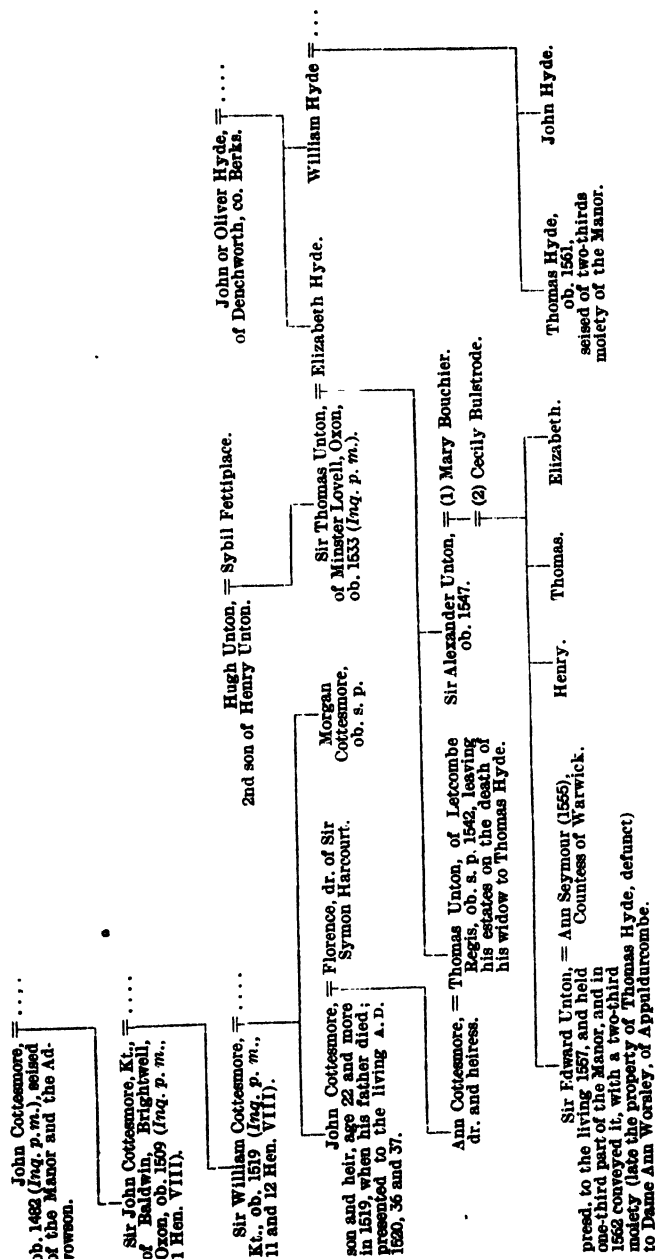 John Cottesmore, = ....
ob. 1482 (Inq. p. m.), seised
of the Manor and the Ad-
vowson.
Sir John Cottesmore, Kt., = ....
of Baldwin, Brightwell,
Oxon, ob. 1509 (Inq. p. m.,
1 Hen. VIII).
Sir William Cottesmore, = ....
Kt., ob. 1519 (Inq. p. m.,
11 and 12 Hen. VIII).
John Cottesmore, = Florence, dr. of Sir
Symon Harcourt.
son and heir, age 22 and more
in 1519, when his father died;
presented to the living A.D.
1520, 36 and 37.
Morgan
Cottesmore,
ob. s. p.
Hugh Unton, = Sybil Fettiplace.
2nd son of Henry Unton.
John or Oliver Hyde, = ....
of Denchworth, co. Berks.
Sir Thomas Unton, = Elizabeth Hyde.
of Minster Lovell, Oxon,
ob. 1533 (Inq. p. m.).
William Hyde = ....
Ann Cottesmore, = Thomas Unton, of Letcombe
dr. and heiress.
Regis, ob. s. p. 1542, leaving
his estates on the death of
his widow to Thomas Hyde.
Sir Alexander Unton, = (1) Mary Bouchier.
ob. 1547. = (2) Cecily Bulstrode.
Thomas Hyde,
ob. 1561,
seised of two-thirds
moiety of the Manor.
John Hyde.
Sir Edward Unton, = Ann Seymour (1555),
Countess of Warwick.
presd. to the living 1557, and held
one-third part of the Manor, and in
1562 conveyed it, with a two-third
moiety (late the property of Thomas Hyde, defunct)
to Dame Ann Worsley, of Appuldurcombe.
Henry.
Thomas.
Elizabeth.